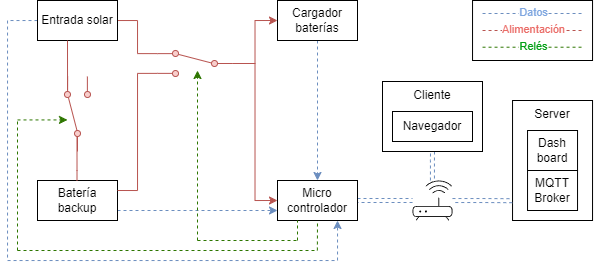 Entrada solar
Cargador
baterías
Datos
Alimentación
Relés
Cliente
Navegador
Server
Dash
board
MQTT
Broker
Batería
backup
Micro
controlador